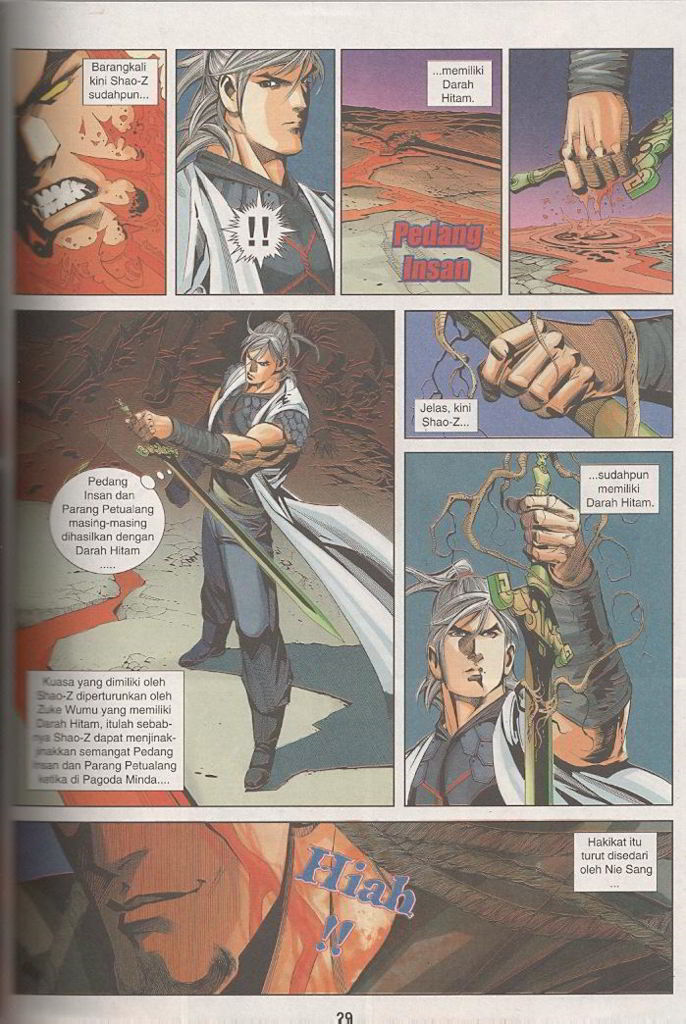 Barangkali
kini Shao-Z
sudahpun...
!!
...memiliki
Darah
Hitam.
Pedang
Insan
Pedang
Insan dan
Parang Petualang
masing-masing
dihasilkan dengan
Darah Hitam
.....
Kuasa yang dimiliki oleh
Shao-Z diperturunkan oleh
Zuke Wumu yang memiliki
Darah Hitam, itulah sebab-
nya Shao-Z dapat menjinak-
jinakkan semangat Pedang
Insan dan Parang Petualang
ketika di Pagoda Minda....
Jelas, kini
Shao-Z...
...sudahpun
memiliki
Darah Hitam.
Hiah
!!
Hakikat itu
turut disedari
oleh Nie Sang
...
29